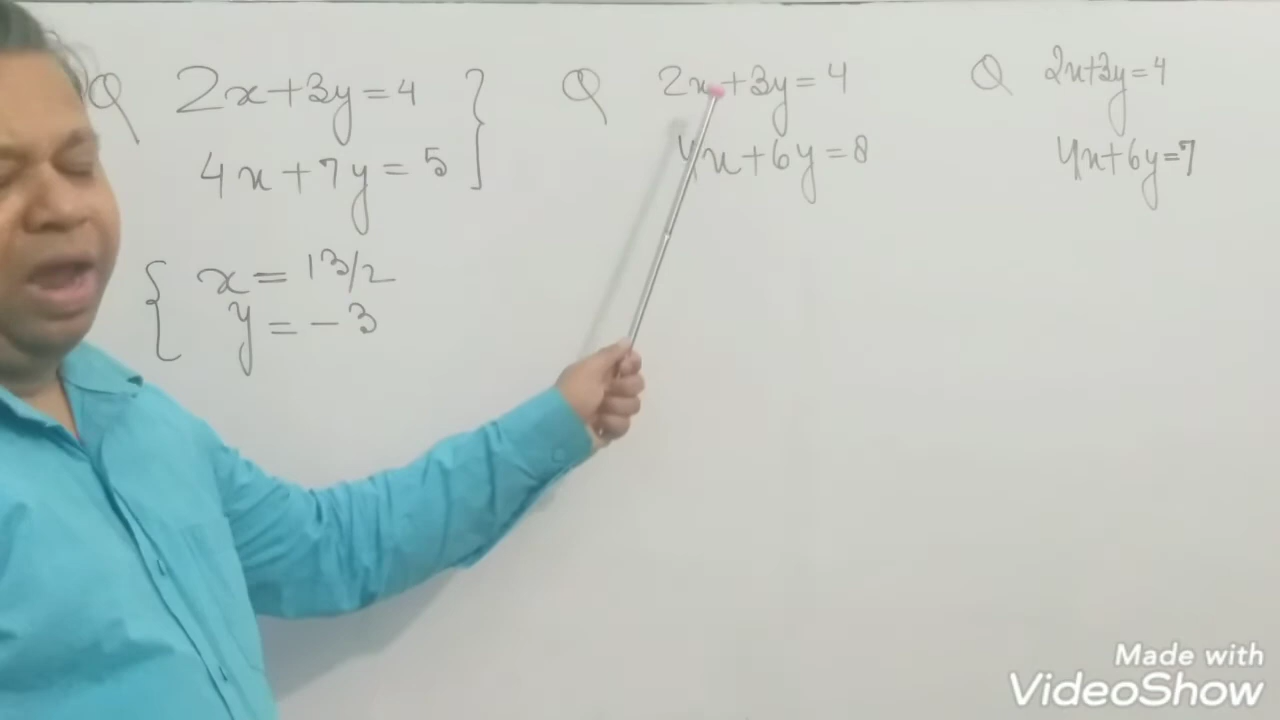 Q 2x+3y=4
4x+7y=5
x=13/2
y=-3
Q 2x+3y=4
4x+6y=8
Q 2x+3y=4
4x+6y=7
Made with
VideoShow